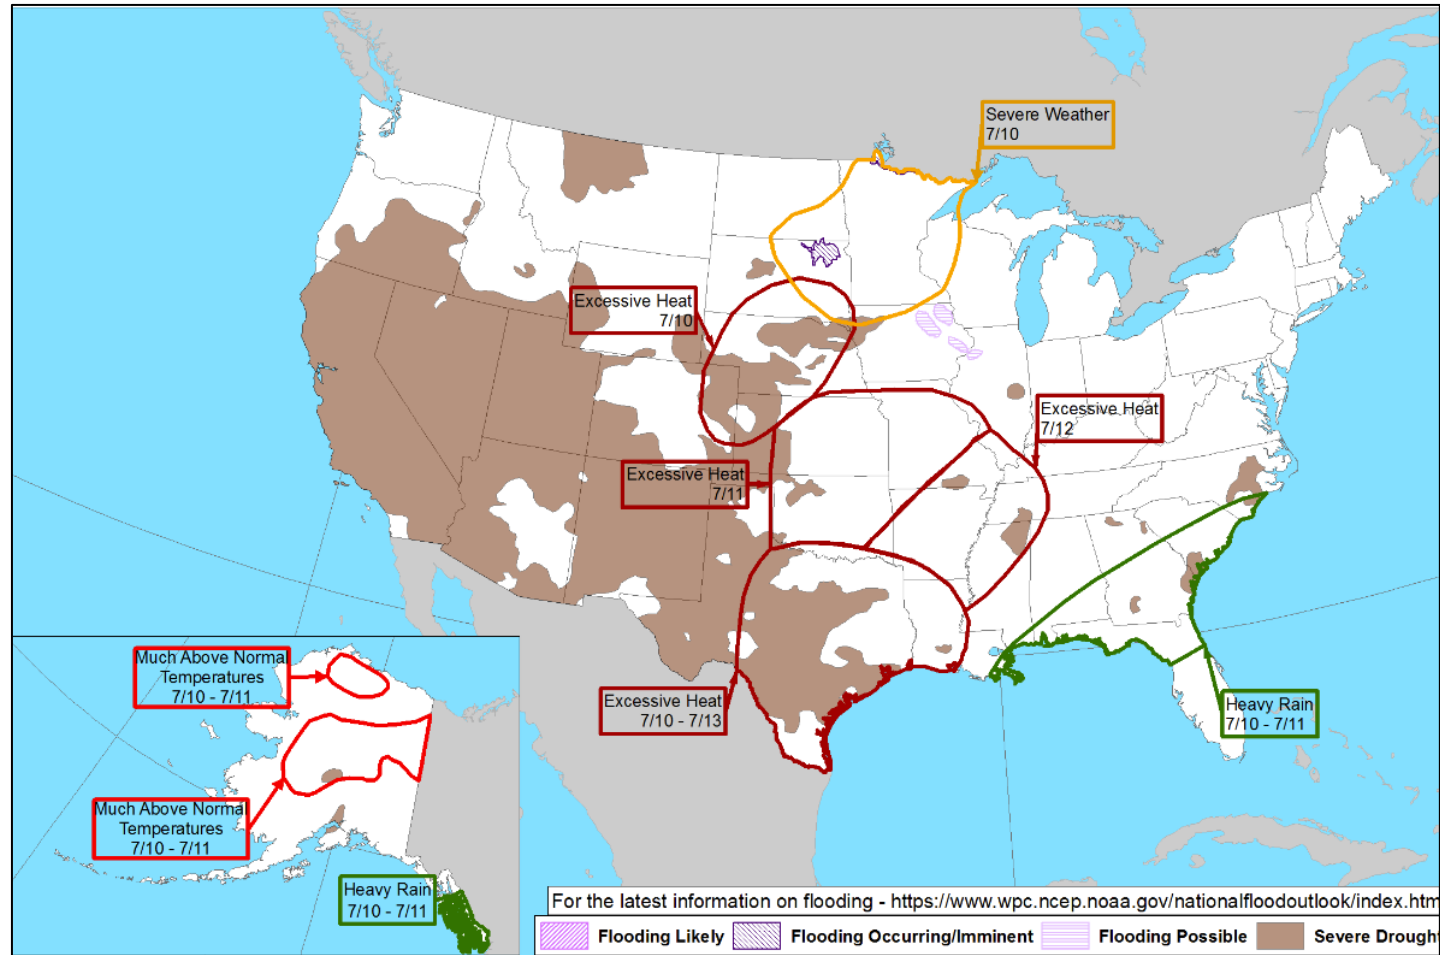 Severe Weather
7/10
Excessive Heat
7/10
Excessive Heat
7/12
Excessive Heat
7/11
Excessive Heat
7/10 - 7/13
Heavy Rain
7/10 - 7/11
Much Above Normal
Temperatures
7/10 - 7/11
Much Above Normal
Temperatures
7/10 - 7/11
Heavy Rain
7/10 - 7/11
For the latest information on flooding - https://www.wpc.ncep.noaa.gov/nationalfloodoutlook/index.htm
Flooding Likely Flooding Occurring/Imminent Flooding Possible Severe Drought